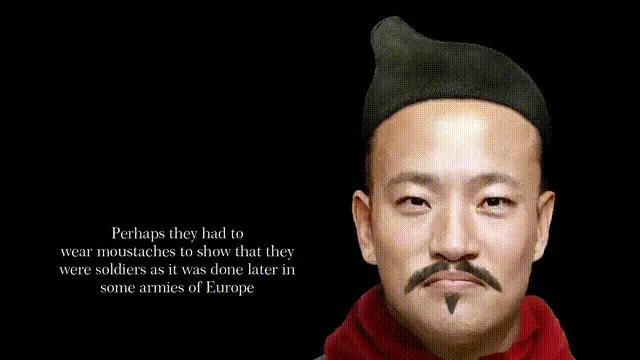 Perhaps they had to
wear moustaches to show that they
were soldiers as it was done later in
some armies of Europe